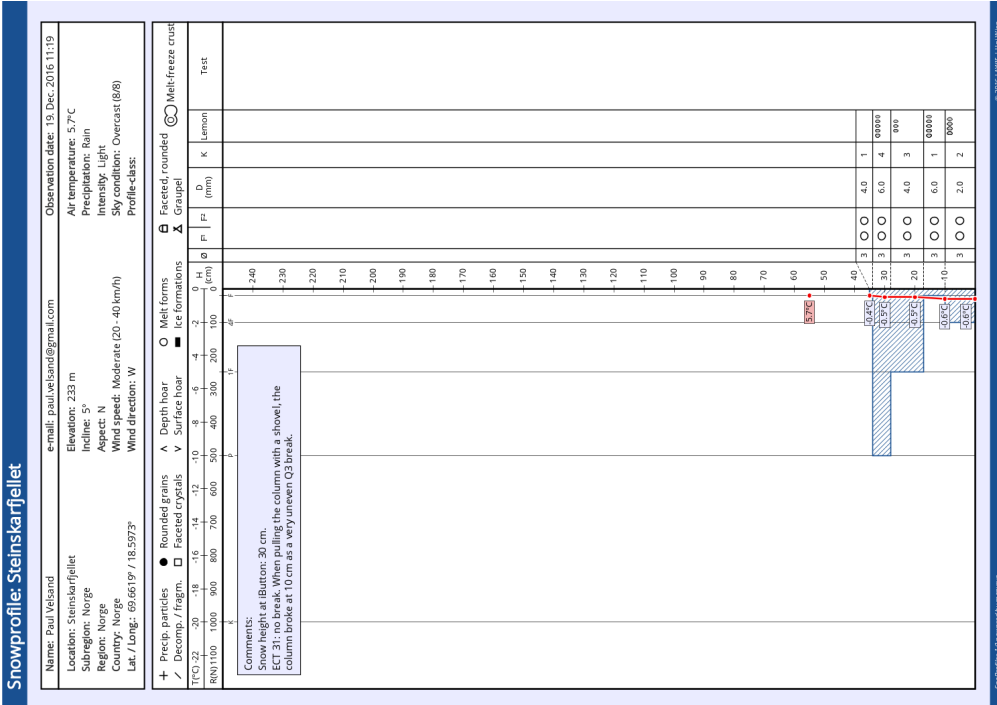 Snowprofile: Steinskarfjellet
Name: Paul Velsand e-mail: paul.velsand@gmail.com Observation date: 19. Dec. 2016 11:19
Location: Steinskarfjellet Elevation: 233 m Air temperature: 5.7°C
Subregion: Norge Incline: 5° Precipitation: Rain
Region: Norge Aspect: N Intensity: Light
Country: Norge Wind speed: Moderate (20 - 40 km/h) Sky condition: Overcast (8/8)
Lat. / Long.: 69.6619° / 18.5973° Wind direction: W Profile-class:
Precip. particles Rounded grains Depth hoar Melt forms Faceted, rounded Melt-freeze crust
Decomp. / fragm. Faceted crystals Surface hoar Ice formations Graupel
T(°C) -22 -20 -18 -16 -14 -12 -10 -8 -6 -4 -2 0 H (cm) Ø F¹ F² D (mm) K Lemon Test
R(N) 1100 1000 900 800 700 600 500 400 300 200 100 0
K P 1F 4F F
Comments:
Snow height at iButton: 30 cm.
ECT 31: no break. When pulling the column with a shovel, the
column broke at 10 cm as a very uneven Q3 break.
240
230
220
210
200
190
180
170
160
150
140
130
120
110
100
90
80
70
60
5.7°C 50
40
-0.4°C 3 4.0 1
-0.5°C 30 3 6.0 4
3 4.0 3
-0.5°C 20
3 6.0 1
-0.6°C 10
3 2.0 2
-0.6°C